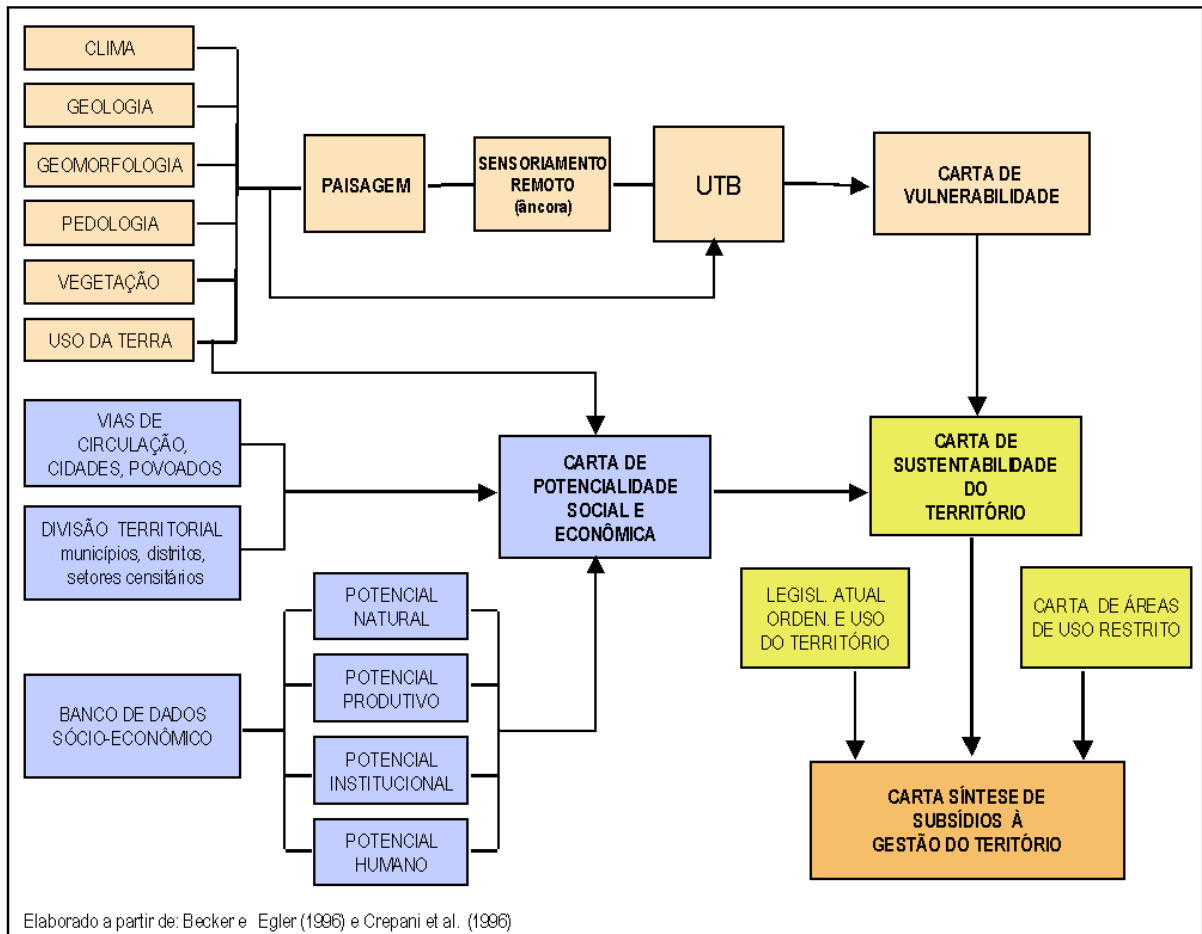 CLIMA
GEOLOGIA
GEOMORFOLOGIA
PEDOLOGIA
VEGETAÇÃO
USO DA TERRA
PAISAGEM
SENSORIAMENTO
REMOTO
(âncora)
UTB
CARTA DE
VULNERABILIDADE
VIAS DE
CIRCULAÇÃO,
CIDADES, POVOADOS
DIVISÃO TERRITORIAL
municípios, distritos,
setores censitários
CARTA DE
POTENCIALIDADE
SOCIAL E
ECONÔMICA
CARTA DE
SUSTENTABILIDADE
DO
TERRITÓRIO
BANCO DE DADOS
SÓCIO-ECONÔMICO
POTENCIAL
NATURAL
POTENCIAL
PRODUTIVO
POTENCIAL
INSTITUCIONAL
POTENCIAL
HUMANO
LEGISL. ATUAL
ORDEN. E USO
DO TERRITÓRIO
CARTA DE ÁREAS
DE USO RESTRITO
CARTA SÍNTESE DE
SUBSÍDIOS À
GESTÃO DO TERITÓRIO
Elaborado a partir de: Becker e Egler (1996) e Crepani et al. (1996)